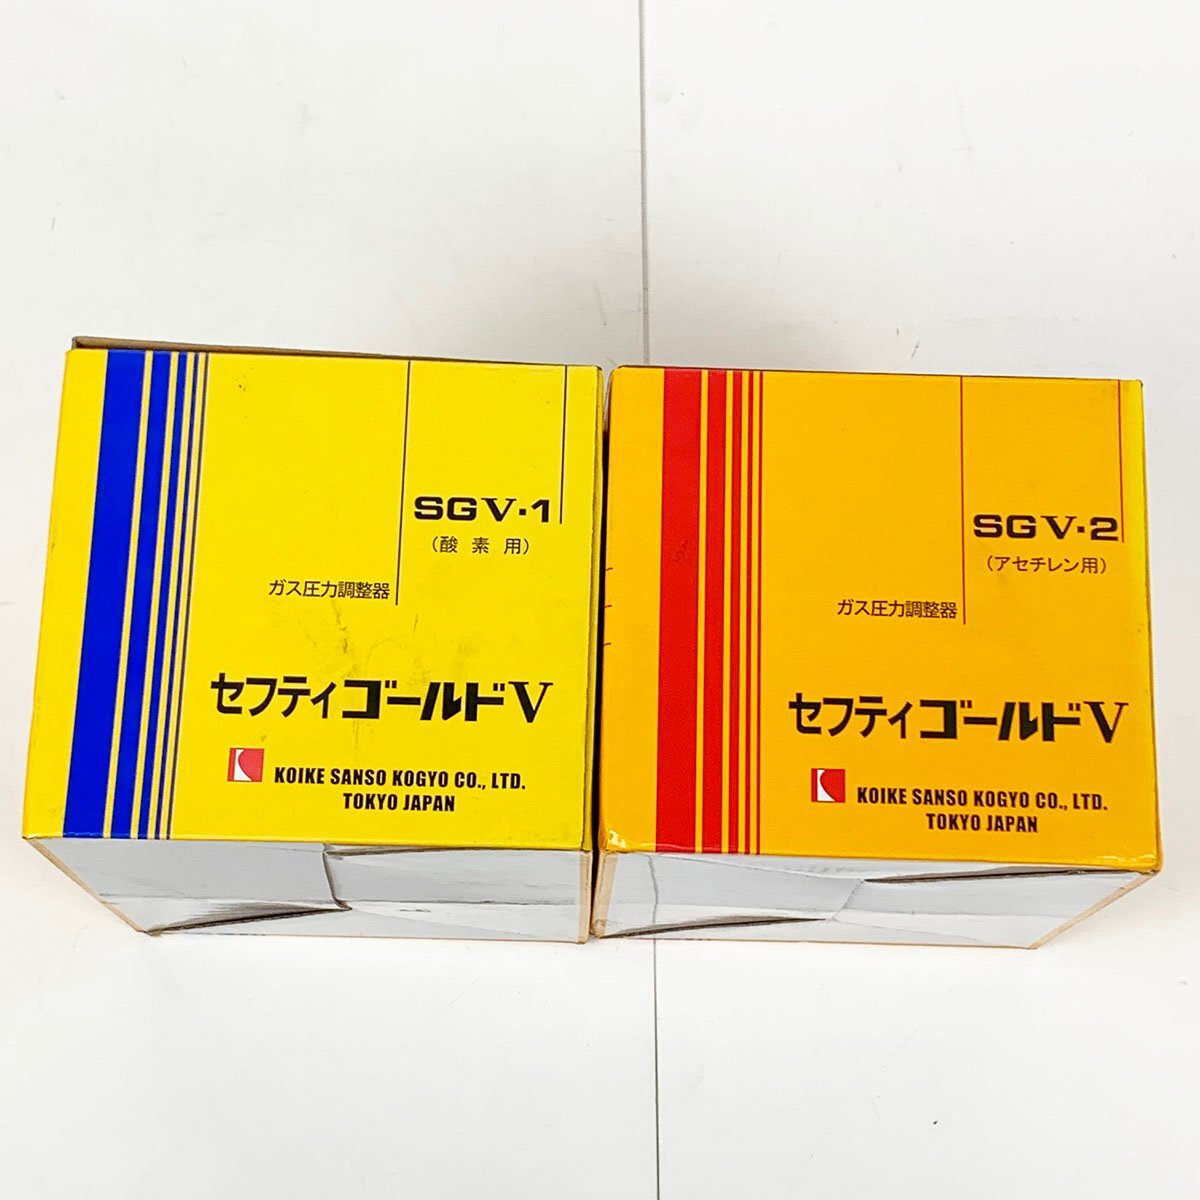 SGV・1
(酸素用)
ガス圧力調整器
セフティゴールドV
KOIKE SANSO KOGYO CO., LTD.
TOKYO JAPAN
SGV・2
(アセチレン用)
ガス圧力調整器
セフティゴールドV
KOIKE SANSO KOGYO CO., LTD.
TOKYO JAPAN